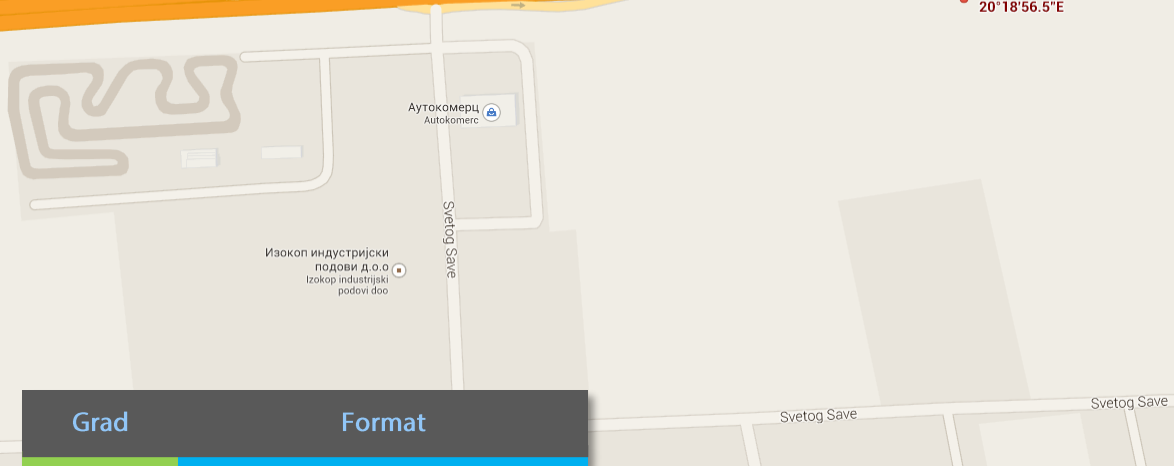 20°18'56.5"E
Аутокомерц
Autokomerc
Svetog Save
Изокоп индустријски
подови д.о.о
Izokop industrijski
podovi doo
Svetog Save
Svetog Save
Grad
Format